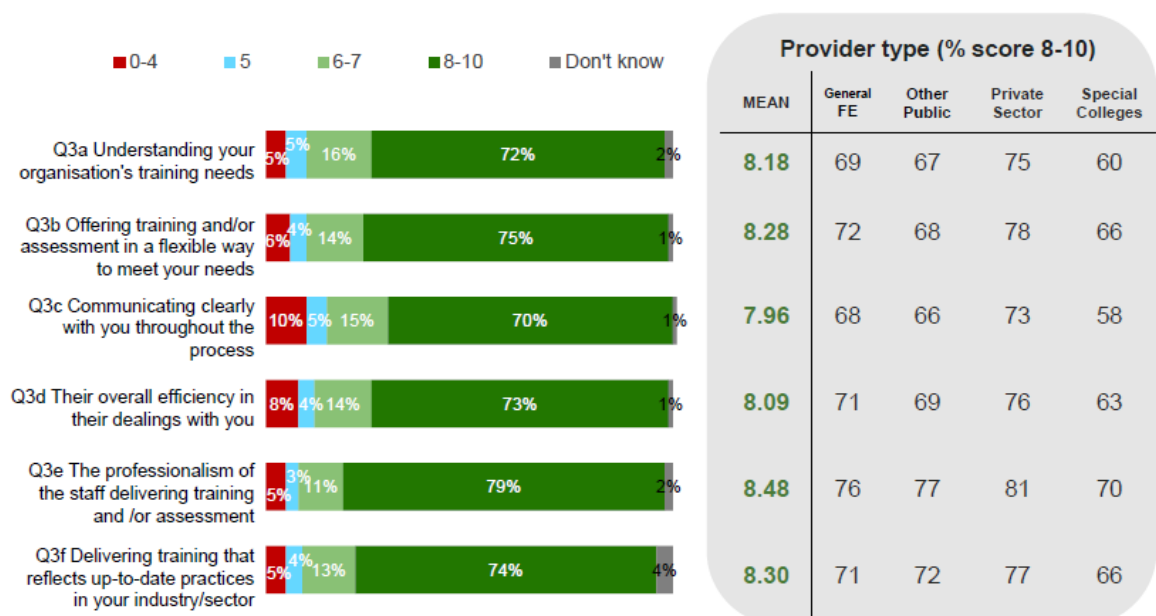 0-4 5 6-7 8-10 Don't know
Provider type (% score 8-10)
MEAN General FE Other Public Private Sector Special Colleges
Q3a Understanding your
organisation's training needs
5% 5% 16% 72% 2%
8.18 69 67 75 60
Q3b Offering training and/or
assessment in a flexible way
to meet your needs
6% 4% 14% 75% 1%
8.28 72 68 78 66
Q3c Communicating clearly
with you throughout the
process
10% 5% 15% 70% 1%
7.96 68 66 73 58
Q3d Their overall efficiency in
their dealings with you
8% 4% 14% 73% 1%
8.09 71 69 76 63
Q3e The professionalism of
the staff delivering training
and /or assessment
5% 3% 11% 79% 2%
8.48 76 77 81 70
Q3f Delivering training that
reflects up-to-date practices
in your industry/sector
5% 4% 13% 74% 4%
8.30 71 72 77 66